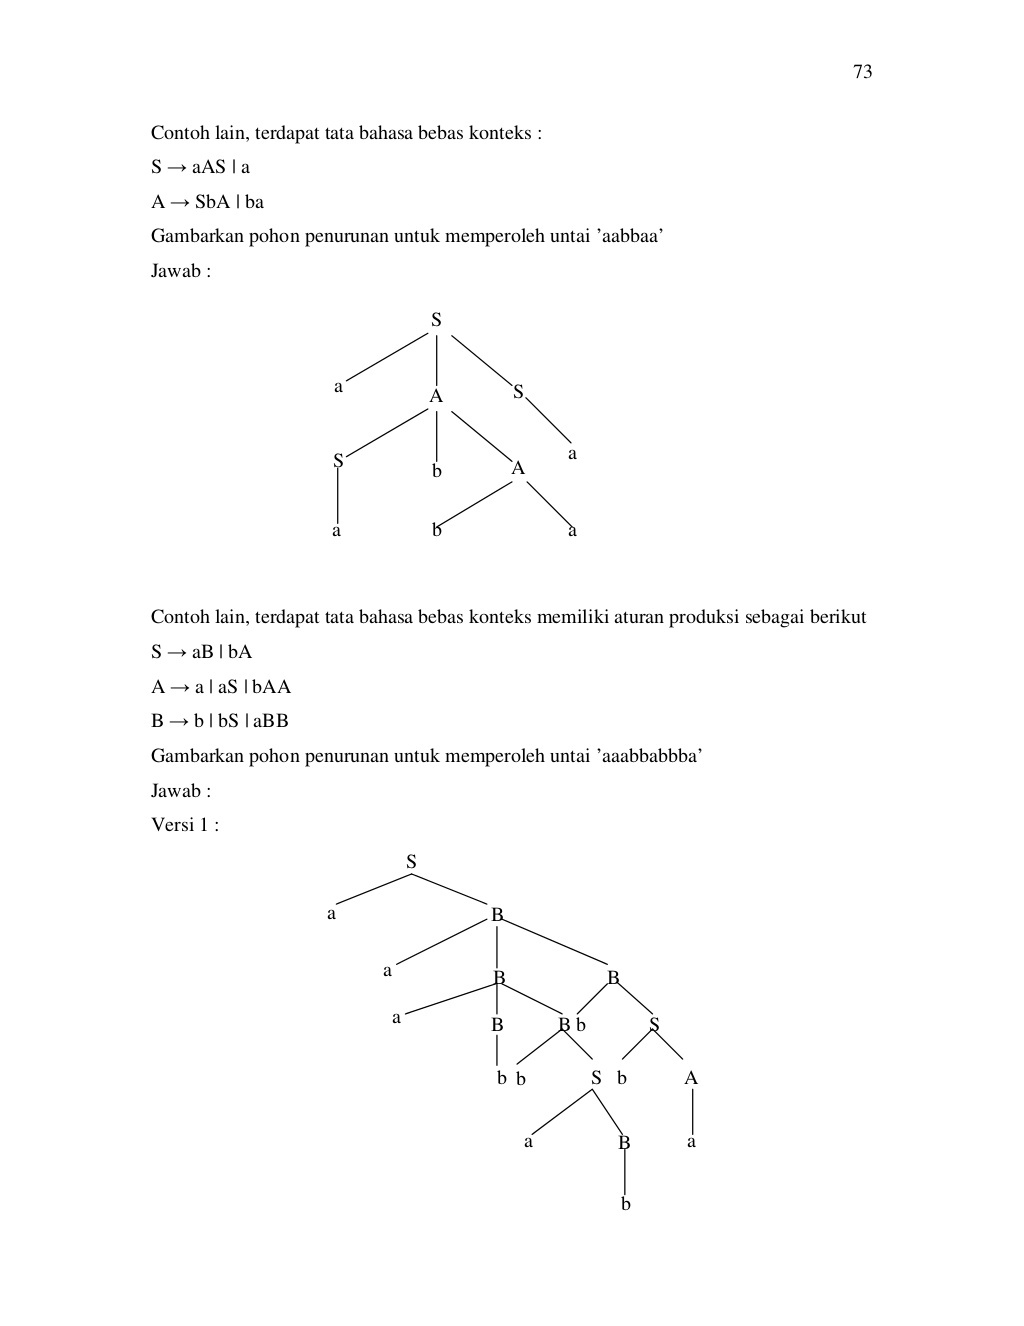 73
Contoh lain, terdapat tata bahasa bebas konteks :
S → aAS | a
A → SbA | ba
Gambarkan pohon penurunan untuk memperoleh untai ’aabbaa’
Jawab :
S
a A S
S b A a
a b a
Contoh lain, terdapat tata bahasa bebas konteks memiliki aturan produksi sebagai berikut
S → aB | bA
A → a | aS | bAA
B → b | bS | aBB
Gambarkan pohon penurunan untuk memperoleh untai ’aaabbabbba’
Jawab :
Versi 1 :
S
a B
a B B
a B B b S
b b S b A
a B a
b